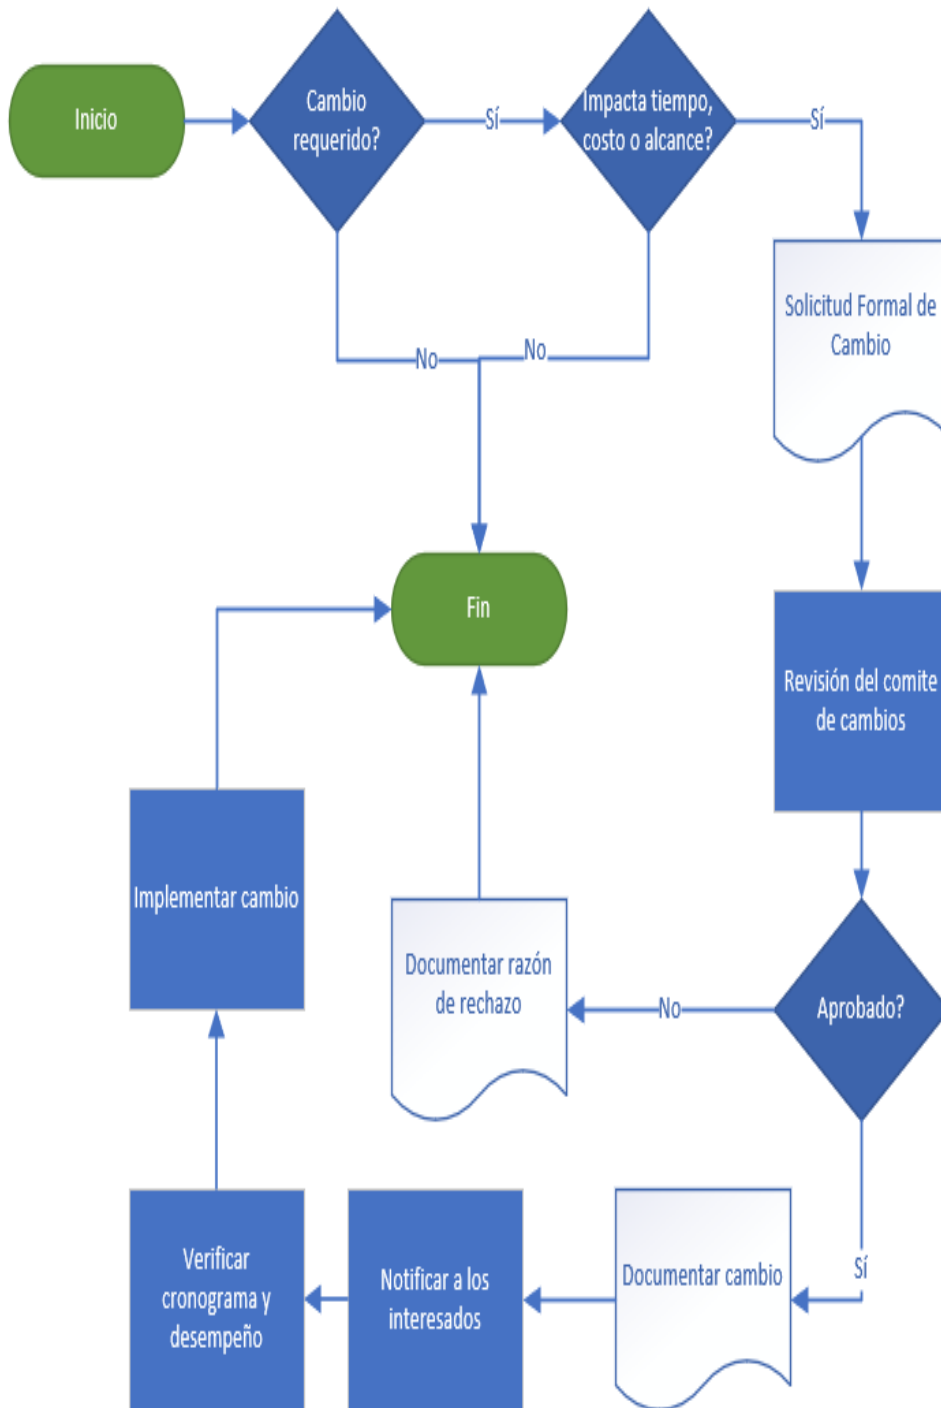 Inicio
Cambio
requerido?
Sí
Impacta tiempo,
costo o alcance?
Sí
No
No
Solicitud Formal de
Cambio
Fin
Revisión del comite
de cambios
Implementar cambio
Documentar razón
de rechazo
No
Aprobado?
Sí
Documentar cambio
Notificar a los
interesados
Verificar
cronograma y
desempeño